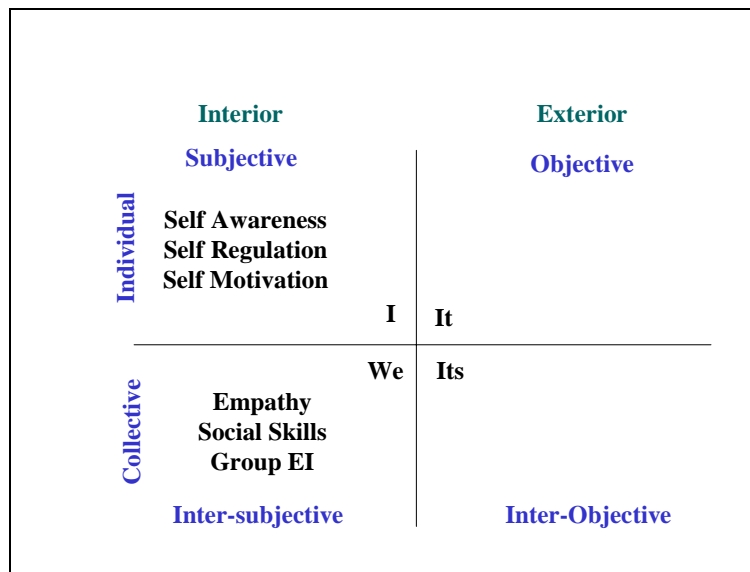 Interior
Exterior
Subjective
Objective
Individual
Self Awareness
Self Regulation
Self Motivation
I
It
We
Its
Collective
Empathy
Social Skills
Group EI
Inter-subjective
Inter-Objective